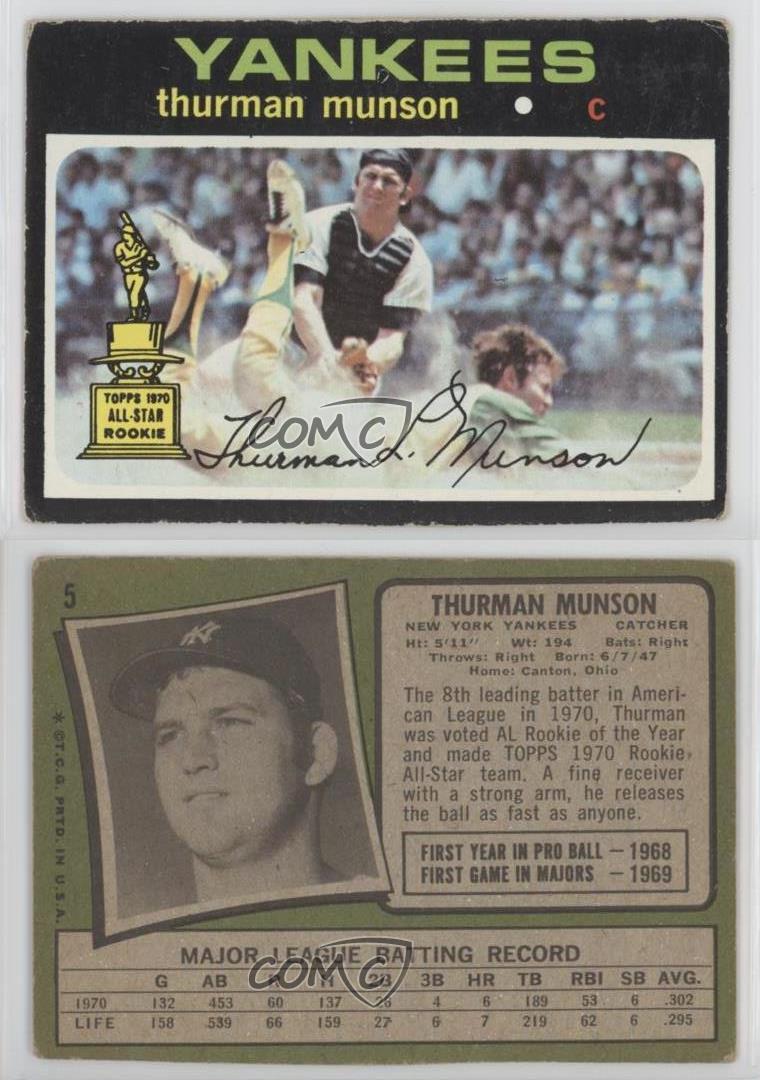 YANKEES
thurman munson • c
TOPPS 1970
ALL-STAR
ROOKIE
Thurman L. Munson
COMC
5
THURMAN MUNSON
NEW YORK YANKEES CATCHER
Ht: 5'11" Wt: 194 Bats: Right
Throws: Right Born: 6/7/47
Home: Canton, Ohio
The 8th leading batter in Ameri-
can League in 1970, Thurman
was voted AL Rookie of the Year
and made TOPPS 1970 Rookie
All-Star team. A fine receiver
with a strong arm, he releases
the ball as fast as anyone.
FIRST YEAR IN PRO BALL – 1968
FIRST GAME IN MAJORS – 1969
NY
* ©T.C.G. PRTD. IN U.S.A.
MAJOR LEAGUE BATTING RECORD
G AB R H 2B 3B HR TB RBI SB AVG.
1970 132 453 60 137 26 4 6 189 53 6 .302
LIFE 158 539 66 159 27 6 7 219 62 6 .295
COMC